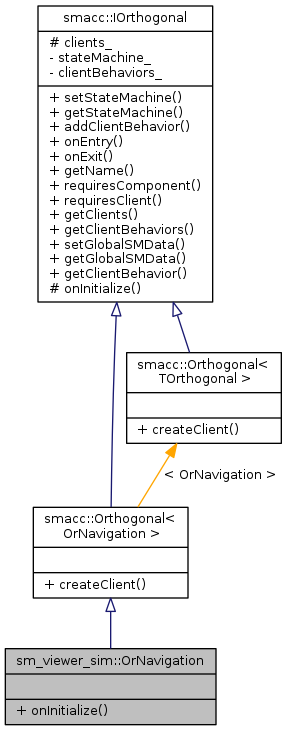 smacc::IOrthogonal
# clients_
- stateMachine_
- clientBehaviors_
+ setStateMachine()
+ getStateMachine()
+ addClientBehavior()
+ onEntry()
+ onExit()
+ getName()
+ requiresComponent()
+ requiresClient()
+ getClients()
+ getClientBehaviors()
+ setGlobalSMData()
+ getGlobalSMData()
+ getClientBehavior()
# onInitialize()
smacc::Orthogonal<
TOrthogonal >
+ createClient()
< OrNavigation >
smacc::Orthogonal<
OrNavigation >
+ createClient()
sm_viewer_sim::OrNavigation
+ onInitialize()